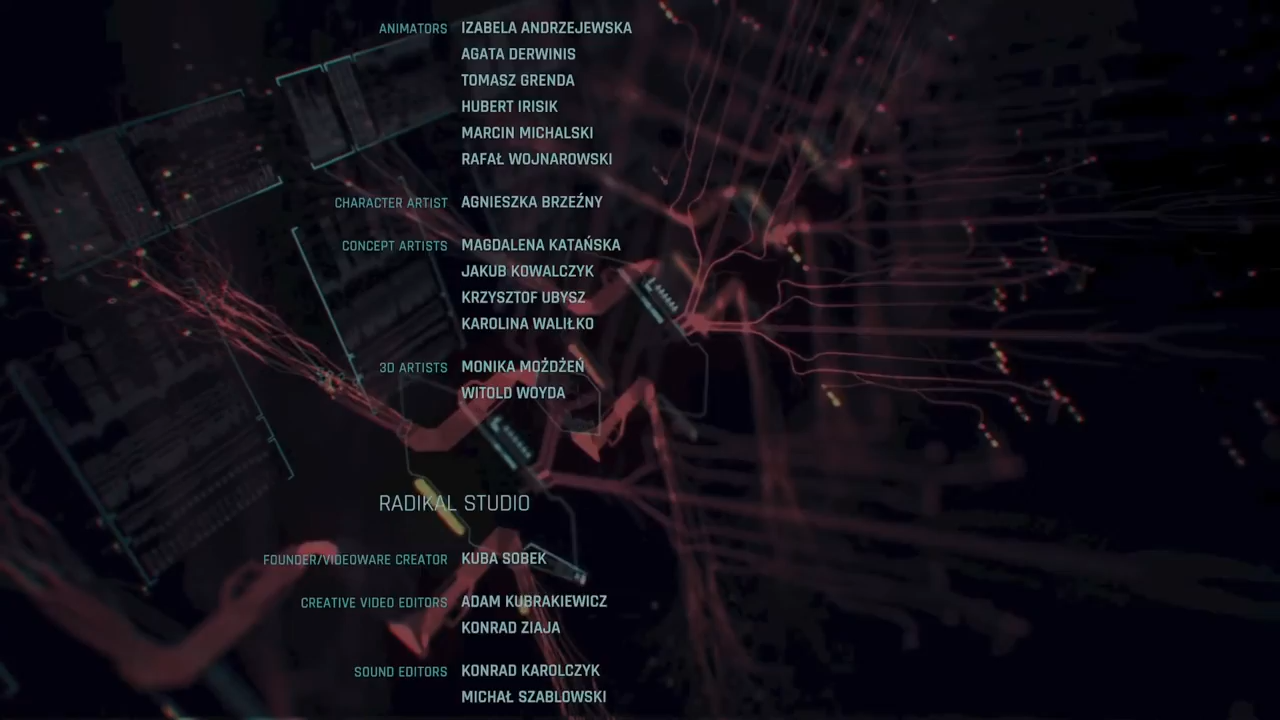 ANIMATORS IZABELA ANDRZEJEWSKA
AGATA DERWINIS
TOMASZ GRENDA
HUBERT IRISIK
MARCIN MICHALSKI
RAFAŁ WOJNAROWSKI
CHARACTER ARTIST AGNIESZKA BRZEŹNY
CONCEPT ARTISTS MAGDALENA KATAŃSKA
JAKUB KOWALCZYK
KRZYSZTOF UBYSZ
KAROLINA WALIŁKO
3D ARTISTS MONIKA MOŻDŻEŃ
WITOLD WOYDA
RADIKAL STUDIO
FOUNDER/VIDEOWARE CREATOR KUBA SOBEK
CREATIVE VIDEO EDITORS ADAM KUBRAKIEWICZ
KONRAD ZIAJA
SOUND EDITORS KONRAD KAROLCZYK
MICHAŁ SZABLOWSKI